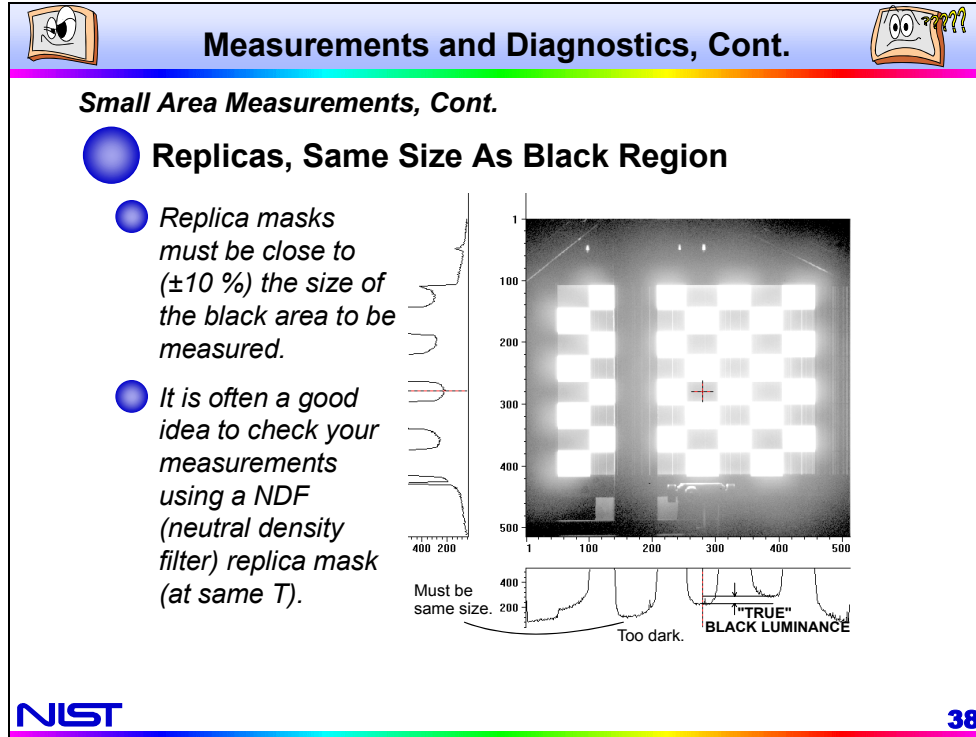 ????
Measurements and Diagnostics, Cont.
Small Area Measurements, Cont.
Replicas, Same Size As Black Region
Replica masks
must be close to
(±10 %) the size of
the black area to be
measured.
It is often a good
idea to check your
measurements
using a NDF
(neutral density
filter) replica mask
(at same T).
1
100
200
300
400
500
400 200
1 100 200 300 400 500
400
200
Must be
same size.
Too dark.
"TRUE"
BLACK LUMINANCE
NIST
38